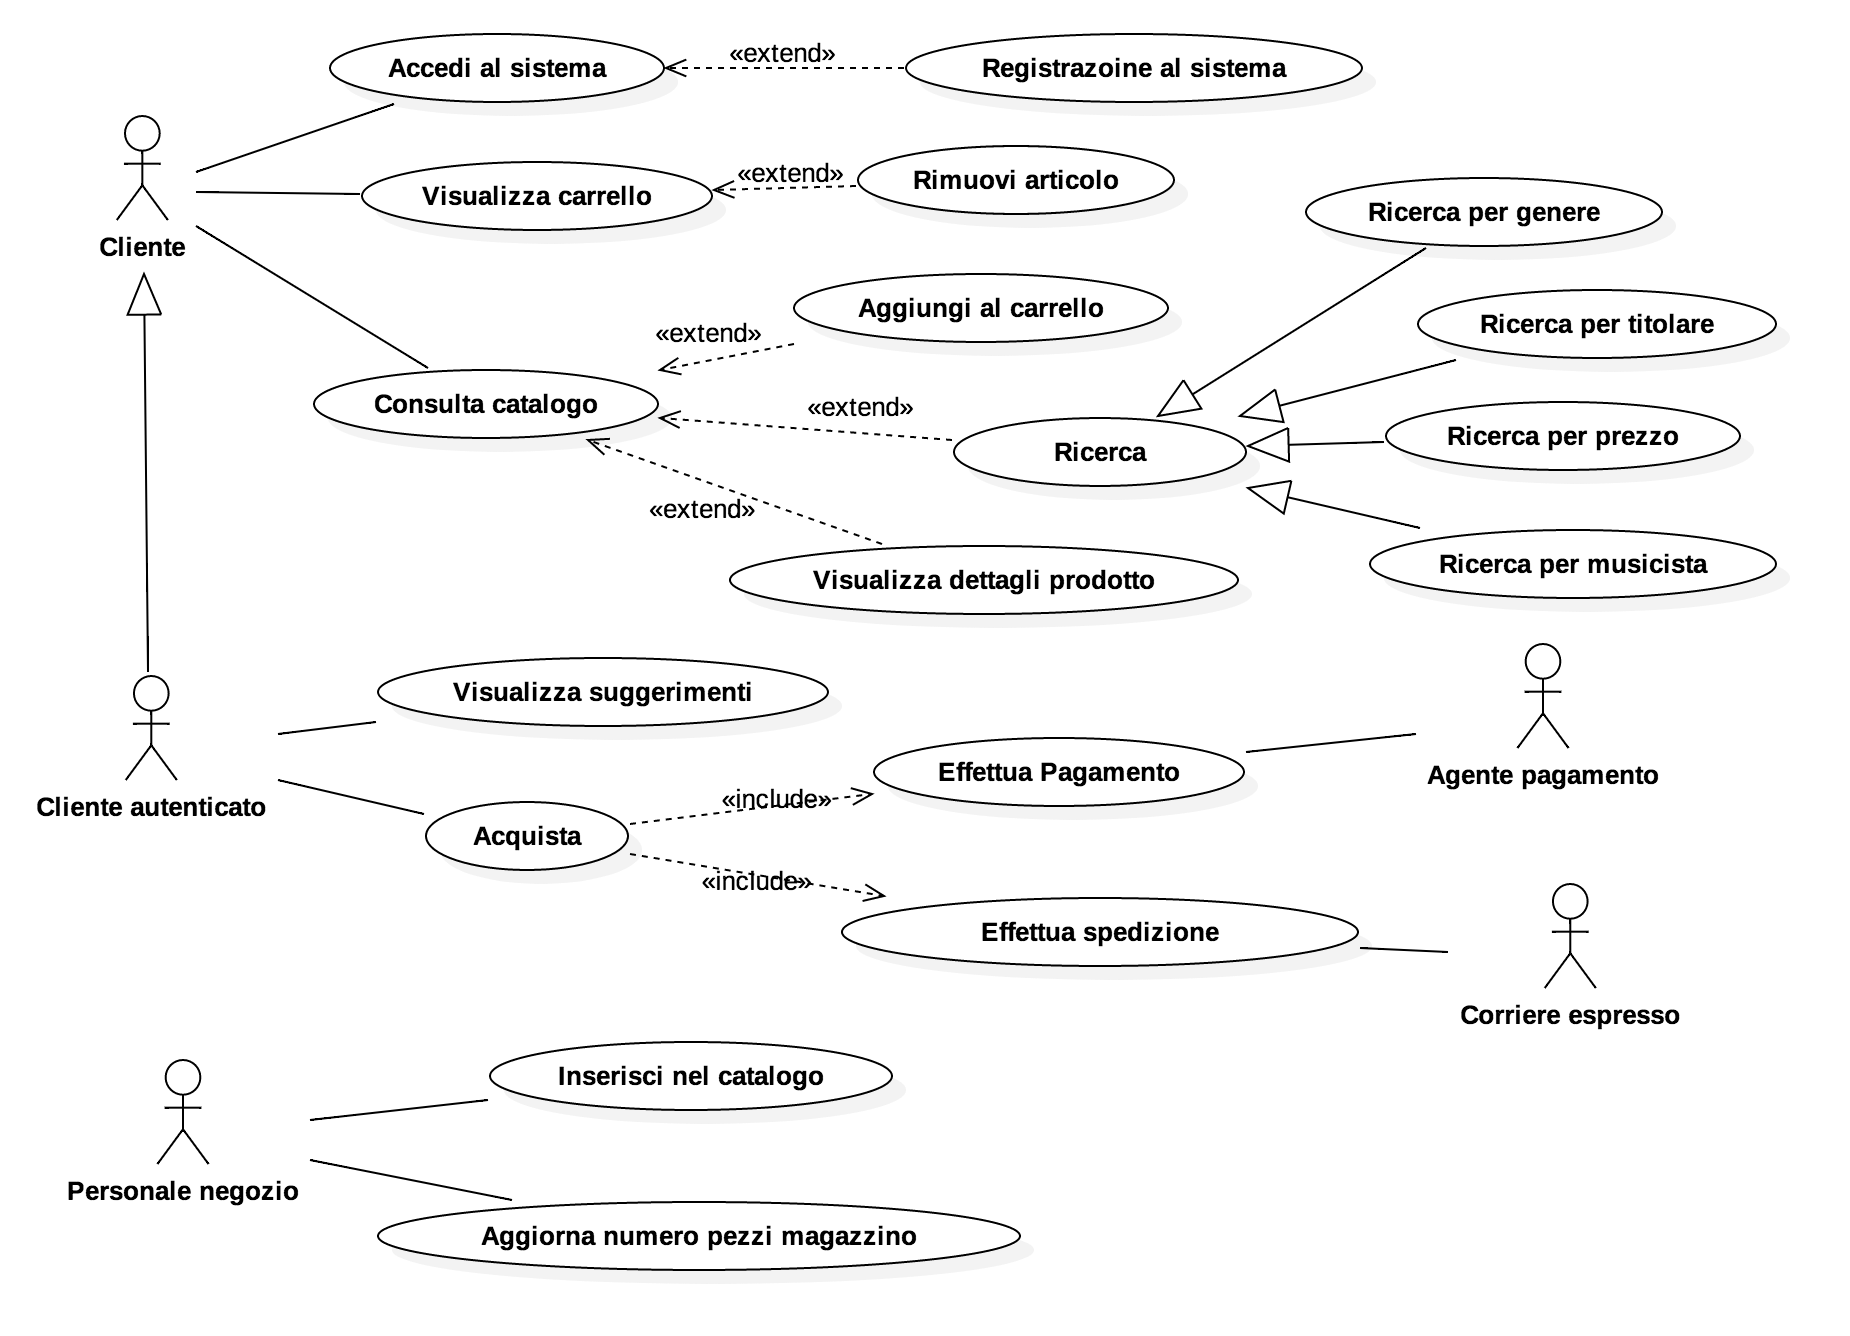 Accedi al sistema
«extend»
Registrazoine al sistema
Cliente
Visualizza carrello
«extend»
Rimuovi articolo
Ricerca per genere
Aggiungi al carrello
«extend»
Ricerca per titolare
Consulta catalogo
«extend»
Ricerca
Ricerca per prezzo
«extend»
Visualizza dettagli prodotto
Ricerca per musicista
Visualizza suggerimenti
Cliente autenticato
Acquista
«include»
Effettua Pagamento
Agente pagamento
«include»
Effettua spedizione
Corriere espresso
Personale negozio
Inserisci nel catalogo
Aggiorna numero pezzi magazzino